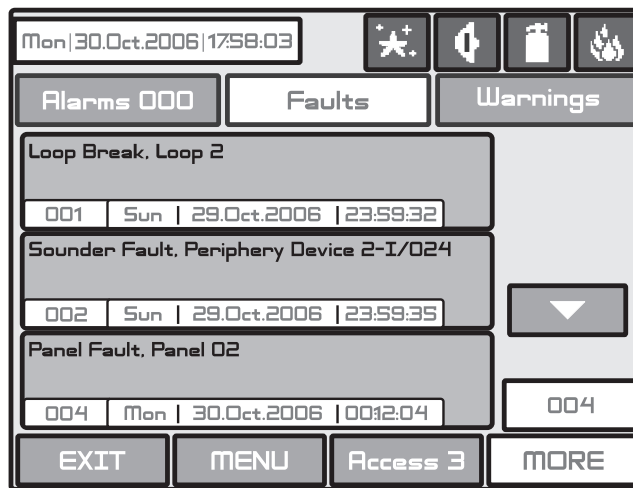 Mon|30.Oct.2006|17:58:03
Alarms 000 Faults Warnings
Loop Break, Loop 2
001 Sun | 29.Oct.2006 | 23:59:32
Sounder Fault, Periphery Device 2-I/024
002 Sun | 29.Oct.2006 | 23:59:35
Panel Fault, Panel 02
004 Mon | 30.Oct.2006 | 00:12:04
004
EXIT MENU Access 3 MORE